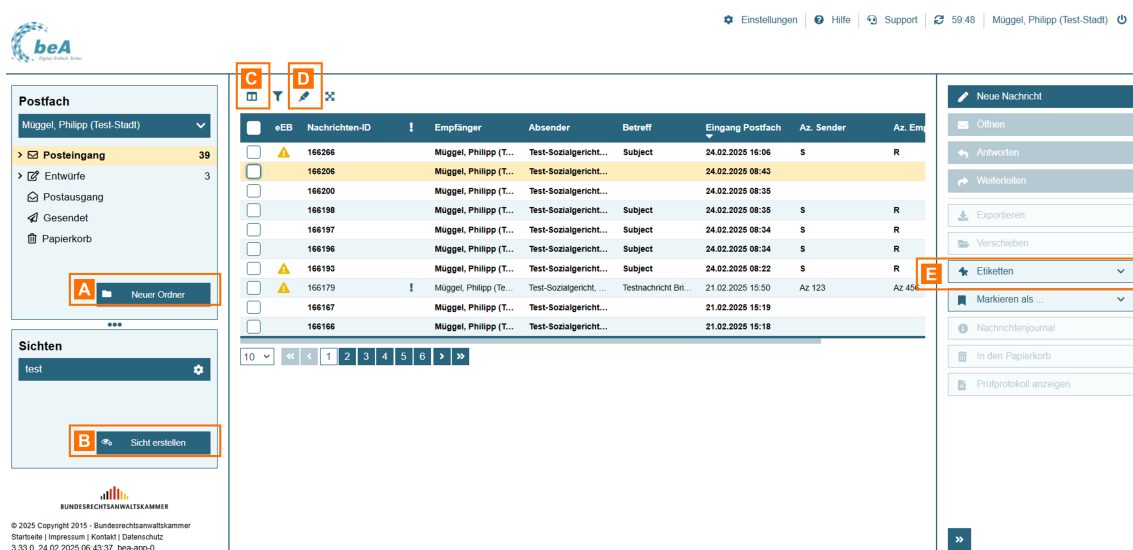 beA
Digital. Einfach. Sicher.
Einstellungen
Hilfe
Support
59:48
Müggel, Philipp (Test-Stadt)
C
D
Postfach
Müggel, Philipp (Test-Stadt)
Posteingang 39
Entwürfe 3
Postausgang
Gesendet
Papierkorb
A
Neuer Ordner
Sichten
test
B
Sicht erstellen
BUNDESRECHTSANWALTSKAMMER
© 2025 Copyright 2015 - Bundesrechtsanwaltskammer
Startseite | Impressum | Kontakt | Datenschutz
3.33.0 24.02.2025 06:43:37 bea-app-0
eEB Nachrichten-ID ! Empfänger Absender Betreff Eingang Postfach Az. Sender Az. Emp
166266 Müggel, Philipp (T... Test-Sozialgericht... Subject 24.02.2025 16:06 S R
166206 Müggel, Philipp (T... Test-Sozialgericht... 24.02.2025 08:43
166200 Müggel, Philipp (T... Test-Sozialgericht... 24.02.2025 08:35
166198 Müggel, Philipp (T... Test-Sozialgericht... Subject 24.02.2025 08:35 S R
166197 Müggel, Philipp (T... Test-Sozialgericht... Subject 24.02.2025 08:34 S R
166196 Müggel, Philipp (T... Test-Sozialgericht... Subject 24.02.2025 08:34 S R
166193 Müggel, Philipp (T... Test-Sozialgericht... Subject 24.02.2025 08:22 S R
166179 ! Müggel, Philipp (Te... Test-Sozialgericht, ... Testnachricht Bri... 21.02.2025 15:50 Az 123 Az 456
166167 Müggel, Philipp (T... Test-Sozialgericht... 21.02.2025 15:19
166166 Müggel, Philipp (T... Test-Sozialgericht... 21.02.2025 15:18
10 « ‹ 1 2 3 4 5 6 › »
Neue Nachricht
Öffnen
Antworten
Weiterleiten
Exportieren
Verschieben
E
Etiketten
Markieren als ...
Nachrichtenjournal
In den Papierkorb
Prüfprotokoll anzeigen
»